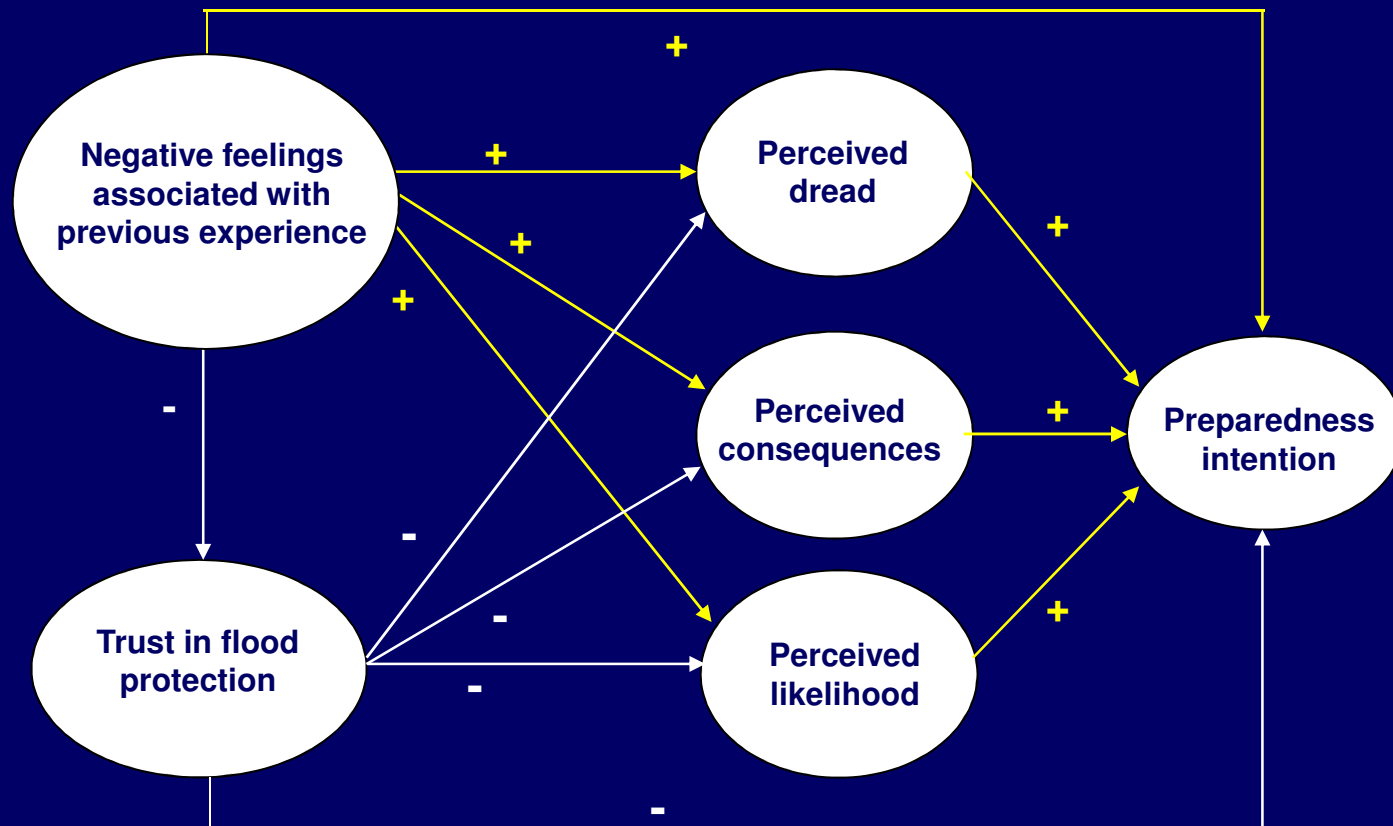 +
Negative feelings
associated with
previous experience
+
+
+
Perceived
dread
+
-
Perceived
consequences
+
Preparedness
intention
-
-
-
Trust in flood
protection
Perceived
likelihood
+
-